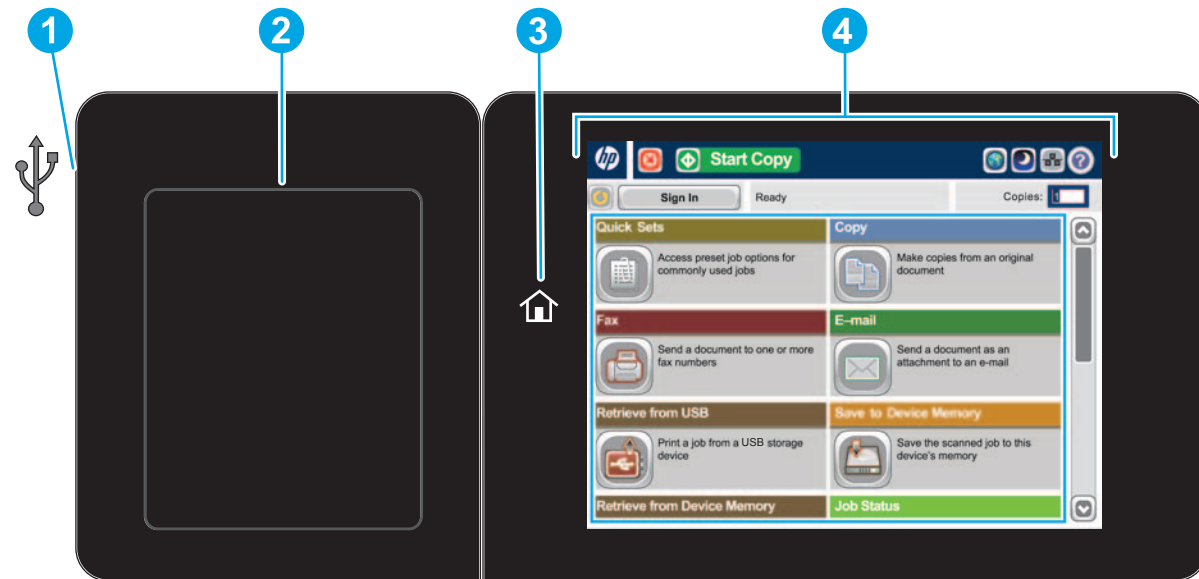 1
2
3
4
hp
Start Copy
?
Sign In
Ready
Copies:
1
Quick Sets
Copy
Access preset job options for
commonly used jobs
Make copies from an original
document
Fax
E–mail
Send a document to one or more
fax numbers
Send a document as an
attachment to an e-mail
Retrieve from USB
Save to Device Memory
Print a job from a USB storage
device
Save the scanned job to this
device's memory
Retrieve from Device Memory
Job Status